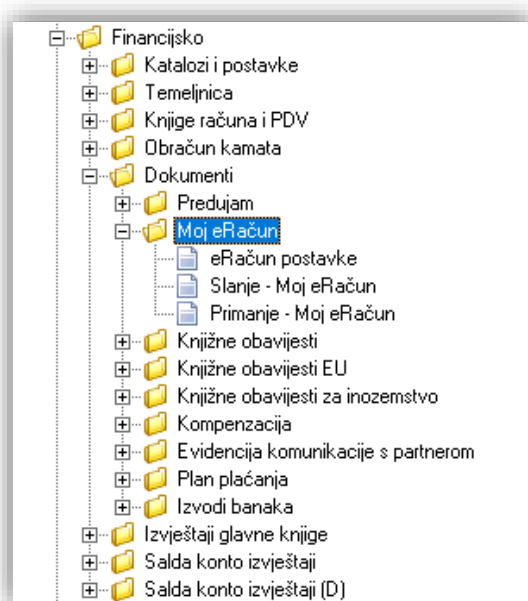 Financijsko
Katalozi i postavke
Temeljnica
Knjige računa i PDV
Obračun kamata
Dokumenti
Predujam
Moj eRačun
eRačun postavke
Slanje - Moj eRačun
Primanje - Moj eRačun
Knjižne obavijesti
Knjižne obavijesti EU
Knjižne obavijesti za inozemstvo
Kompenzacija
Evidencija komunikacije s partnerom
Plan plaćanja
Izvodi banaka
Izvještaji glavne knjige
Salda konto izvještaji
Salda konto izvještaji (D)